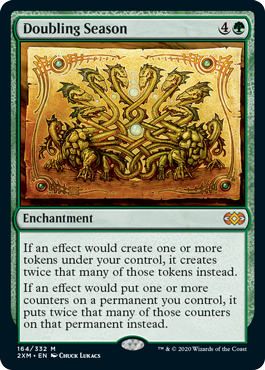 Doubling Season 4
Enchantment
If an effect would create one or more
tokens under your control, it creates
twice that many of those tokens instead.
If an effect would put one or more
counters on a permanent you control, it
puts twice that many of those counters
on that permanent instead.
164/332 M
2XM • EN Chuck Lukacs
™ & © 2020 Wizards of the Coast